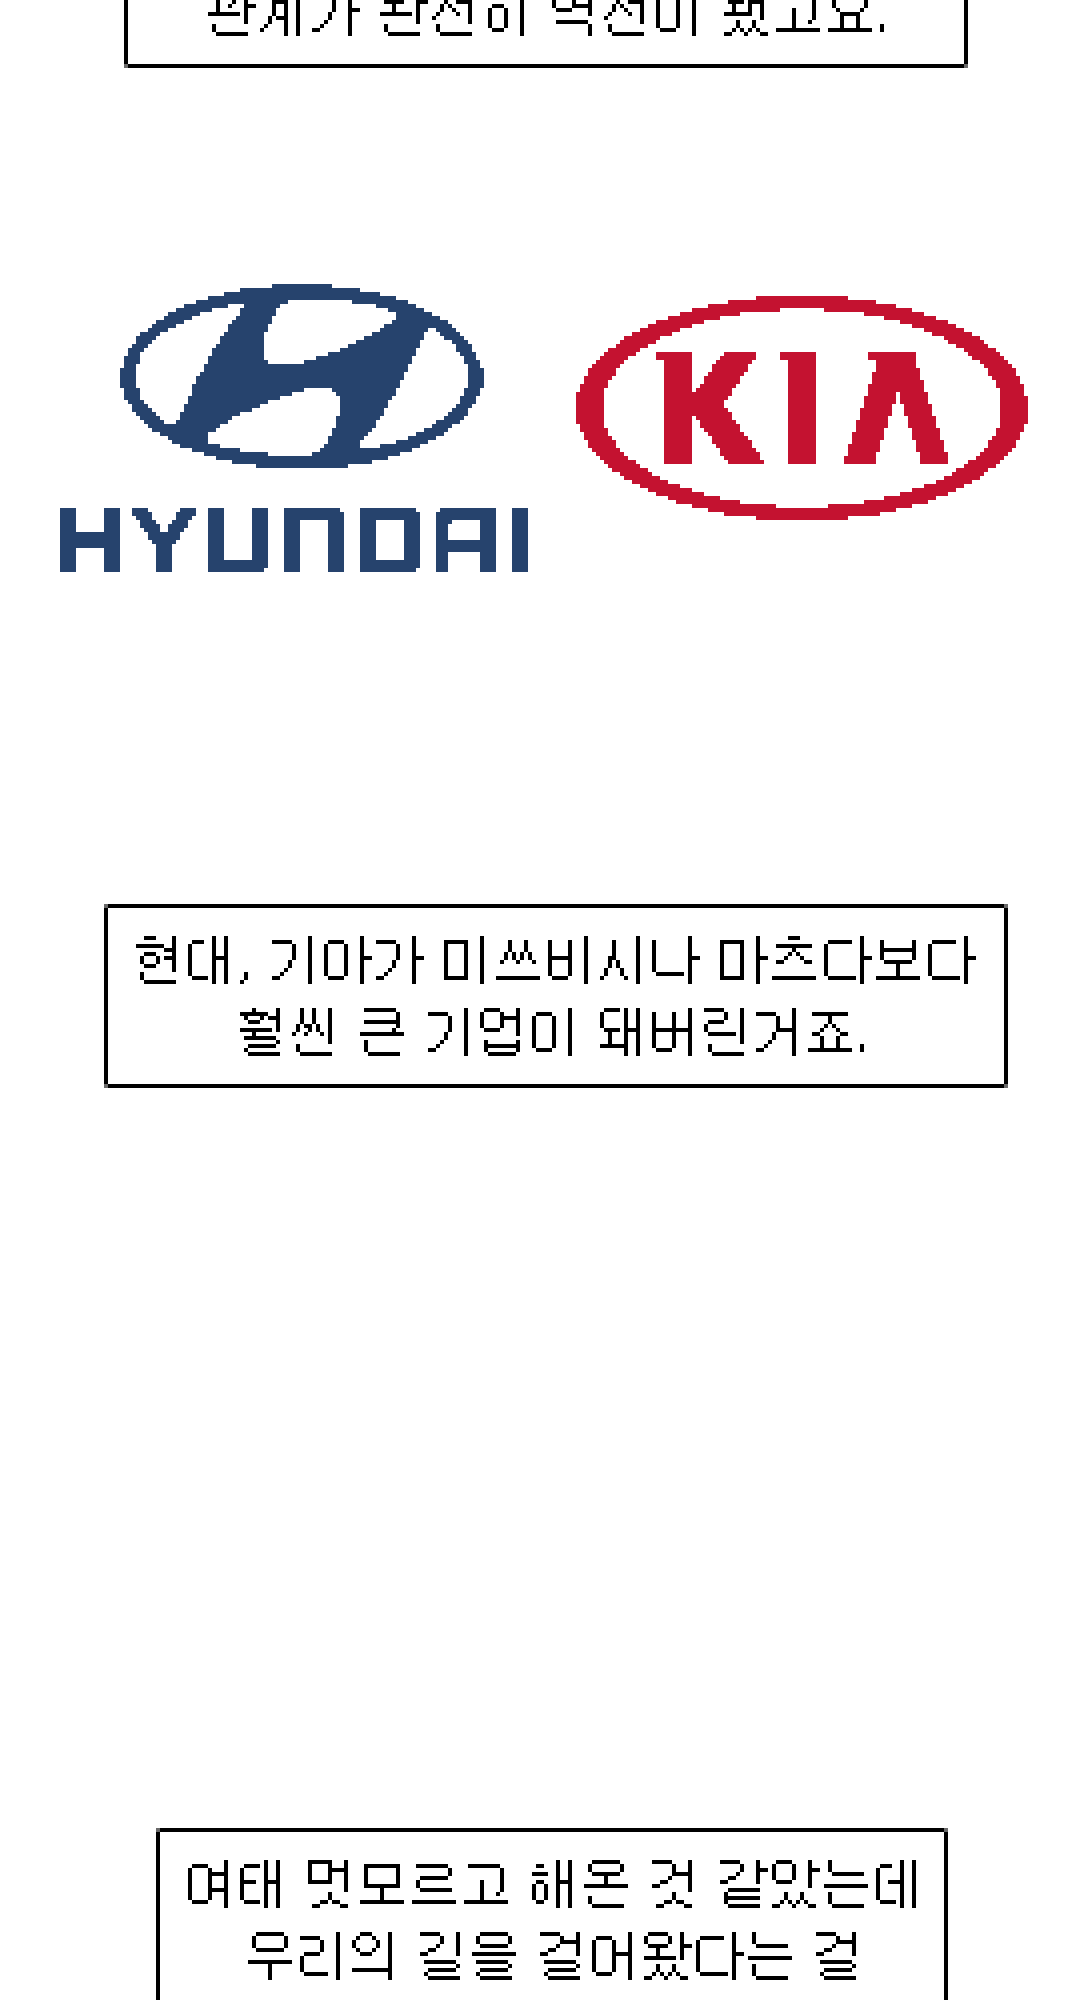 관계가 완전히 역전이 됐고요.
HYUNDAI
KIA
현대, 기아가 미쓰비시나 마츠다보다
훨씬 큰 기업이 돼버린거죠.
여태 멋모르고 해온 것 같았는데
우리의 길을 걸어왔다는 걸